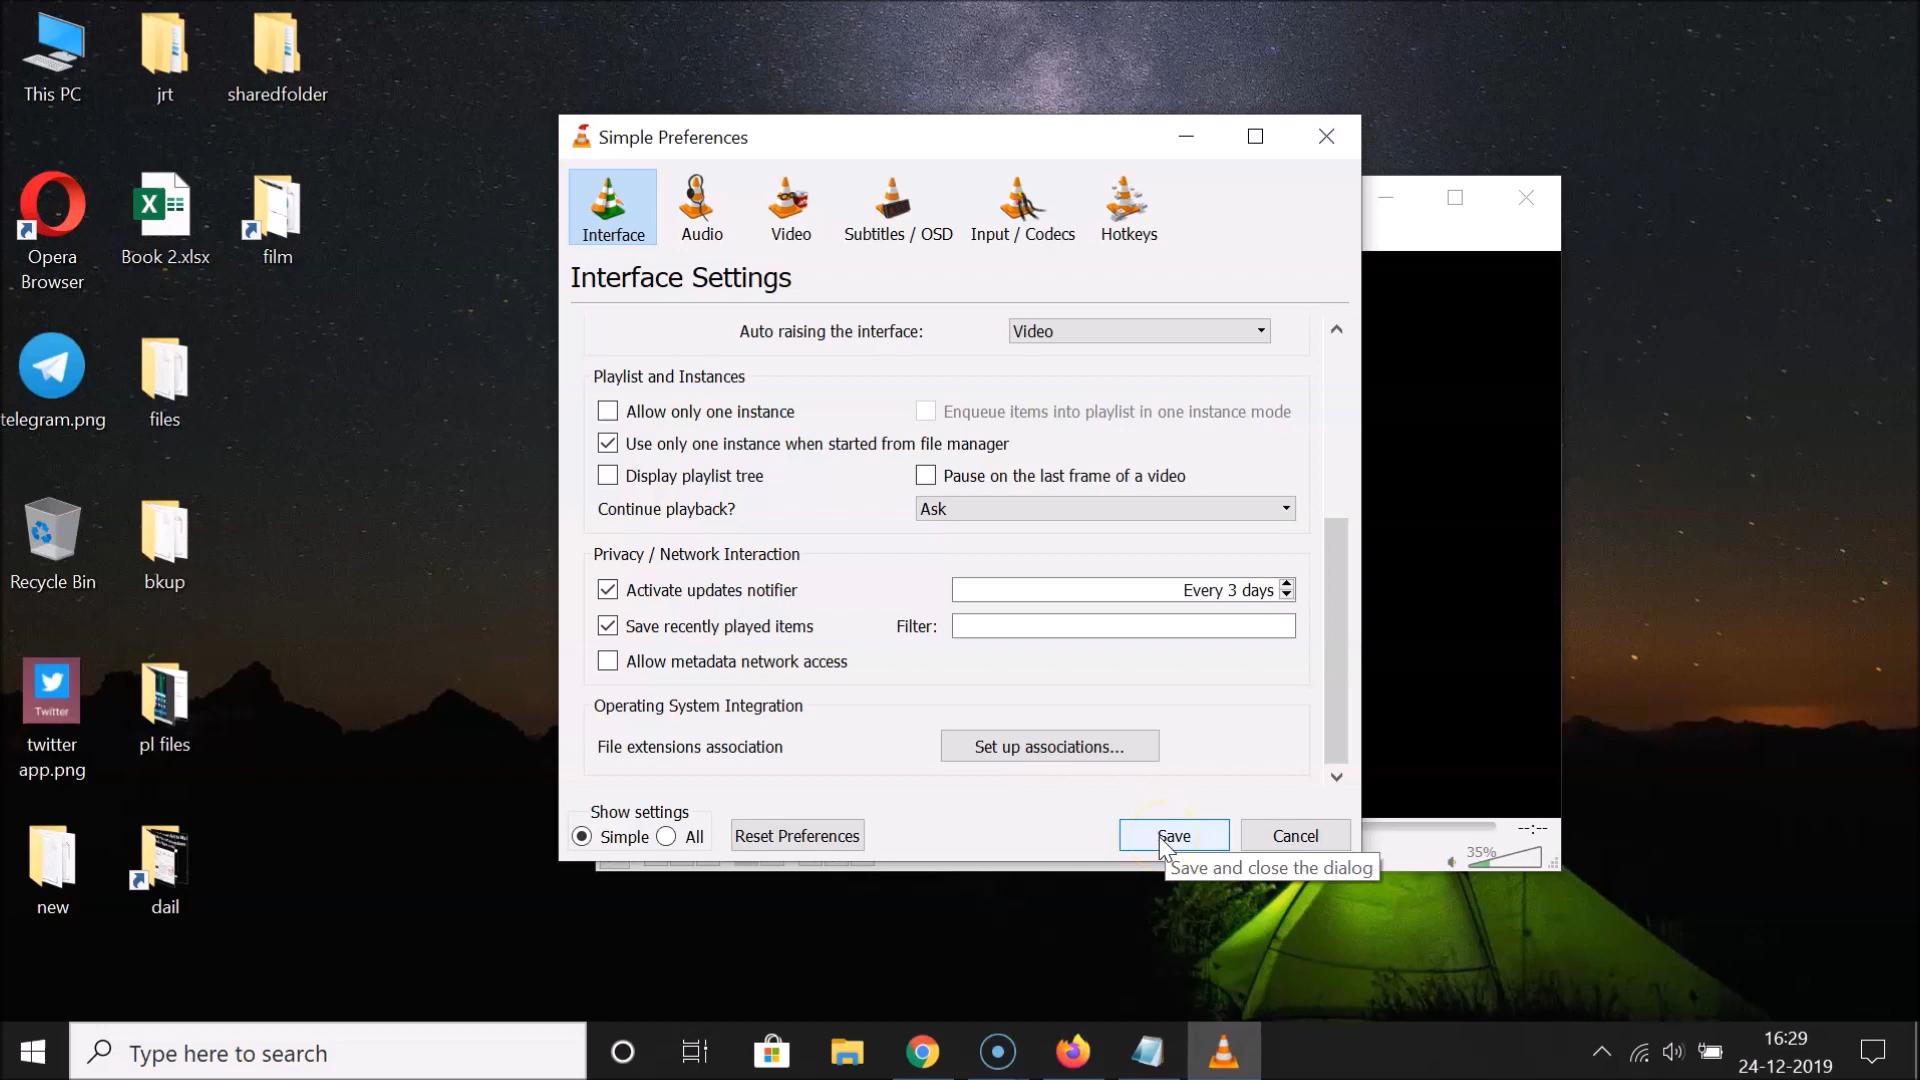 This PC
jrt
sharedfolder
Opera
Browser
Book 2.xlsx
film
telegram.png
files
Recycle Bin
bkup
Twitter
twitter
app.png
pl files
new
dail
Simple Preferences
Interface
Audio
Video
Subtitles / OSD
Input / Codecs
Hotkeys
Interface Settings
Auto raising the interface:
Video
Playlist and Instances
Allow only one instance
Enqueue items into playlist in one instance mode
Use only one instance when started from file manager
Display playlist tree
Pause on the last frame of a video
Continue playback?
Ask
Privacy / Network Interaction
Activate updates notifier
Every 3 days
Save recently played items
Filter:
Allow metadata network access
Operating System Integration
File extensions association
Set up associations...
Show settings
Simple
All
Reset Preferences
Save
Cancel
Save and close the dialog
--:--
35%
Type here to search
16:29
24-12-2019